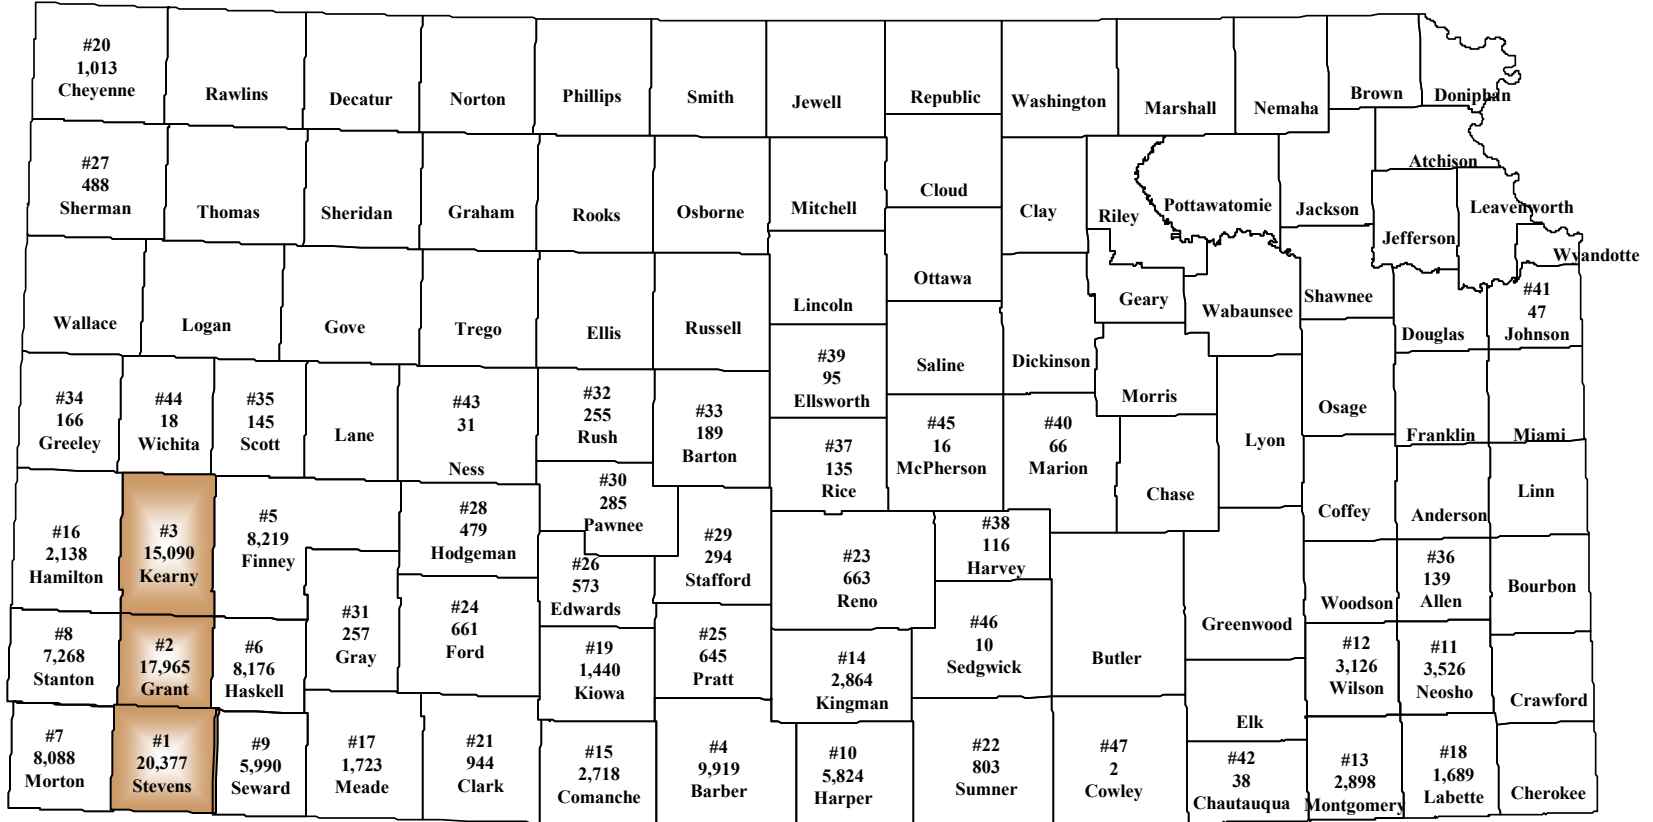 #20
1,013
Cheyenne
Rawlins
Decatur
Norton
Phillips
Smith
Jewell
Republic
Washington
Marshall
Nemaha
Brown
Doniphan
#27
488
Sherman
Thomas
Sheridan
Graham
Rooks
Osborne
Mitchell
Cloud
Clay
Riley
Pottawatomie
Jackson
Atchison
Jefferson
Leavenworth
Wyandotte
Wallace
Logan
Gove
Trego
Ellis
Russell
Lincoln
Ottawa
Geary
Wabaunsee
Shawnee
Douglas
#41
47
Johnson
#34
166
Greeley
#44
18
Wichita
#35
145
Scott
Lane
#43
31
Ness
#32
255
Rush
#33
189
Barton
#39
95
Ellsworth
Saline
Dickinson
Morris
Osage
Franklin
Miami
#37
135
Rice
#45
16
McPherson
#40
66
Marion
Chase
Lyon
Coffey
Anderson
Linn
#16
2,138
Hamilton
#3
15,090
Kearny
#5
8,219
Finney
#28
479
Hodgeman
#30
285
Pawnee
#29
294
Stafford
#26
573
Edwards
#23
663
Reno
#38
116
Harvey
Woodson
#36
139
Allen
Bourbon
#8
7,268
Stanton
#2
17,965
Grant
#6
8,176
Haskell
#31
257
Gray
#24
661
Ford
#19
1,440
Kiowa
#25
645
Pratt
#14
2,864
Kingman
#46
10
Sedgwick
Butler
Greenwood
#12
3,126
Wilson
#11
3,526
Neosho
Crawford
#7
8,088
Morton
#1
20,377
Stevens
#9
5,990
Seward
#17
1,723
Meade
#21
944
Clark
#15
2,718
Comanche
#4
9,919
Barber
#10
5,824
Harper
#22
803
Sumner
#47
2
Cowley
Elk
#42
38
Chautauqua
#13
2,898
Montgomery
#18
1,689
Labette
Cherokee